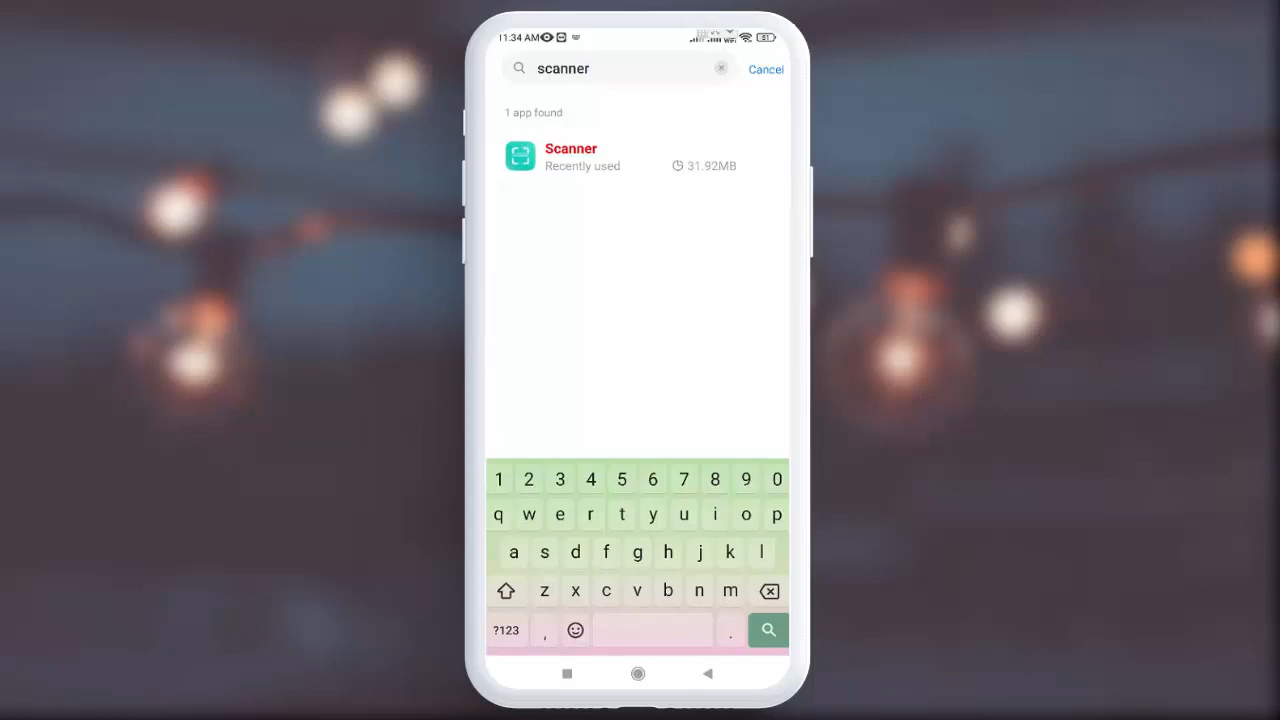 11:34 AM
51
scanner
Cancel
1 app found
Scanner
Recently used
31.92MB
1 2 3 4 5 6 7 8 9 0
q w e r t y u i o p
a s d f g h j k l
z x c v b n m
?123 , .